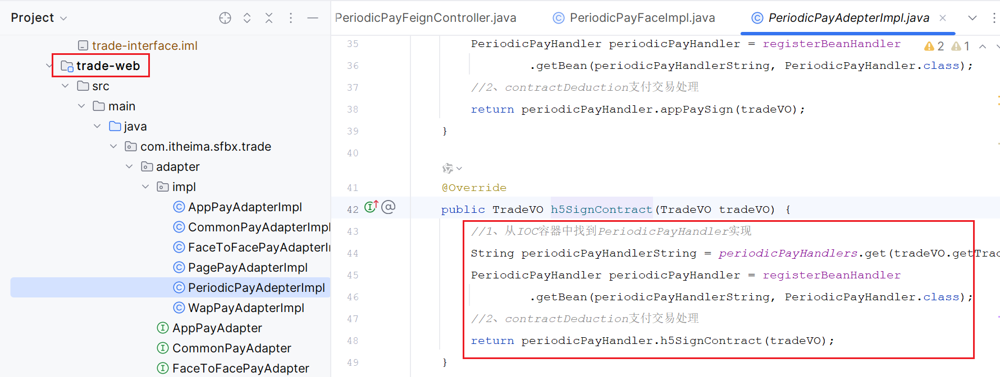 Project
trade-interface.iml
trade-web
src
main
java
com.itheima.sfbx.trade
adapter
impl
AppPayAdapterImpl
CommonPayAdapterImpl
FaceToFacePayAdapterI
PagePayAdapterImpl
PeriodicPayAdepterImpl
WapPayAdapterImpl
AppPayAdapter
CommonPayAdapter
FaceToFacePayAdapter
PeriodicPayFeignController.java PeriodicPayFaceImpl.java PeriodicPayAdepterImpl.java
2 1
35 PeriodicPayHandler periodicPayHandler = registerBeanHandler
36 .getBean(periodicPayHandlerString, PeriodicPayHandler.class);
37 //2、contractDeduction支付交易处理
38 return periodicPayHandler.appPaySign(tradeVO);
39 }
40
41 @Override
42 public TradeVO h5SignContract(TradeVO tradeVO) {
43 //1、从IOC容器中找到PeriodicPayHandler实现
44 String periodicPayHandlerString = periodicPayHandlers.get(tradeVO.getTrad
45 PeriodicPayHandler periodicPayHandler = registerBeanHandler
46 .getBean(periodicPayHandlerString, PeriodicPayHandler.class);
47 //2、contractDeduction支付交易处理
48 return periodicPayHandler.h5SignContract(tradeVO);
49 }